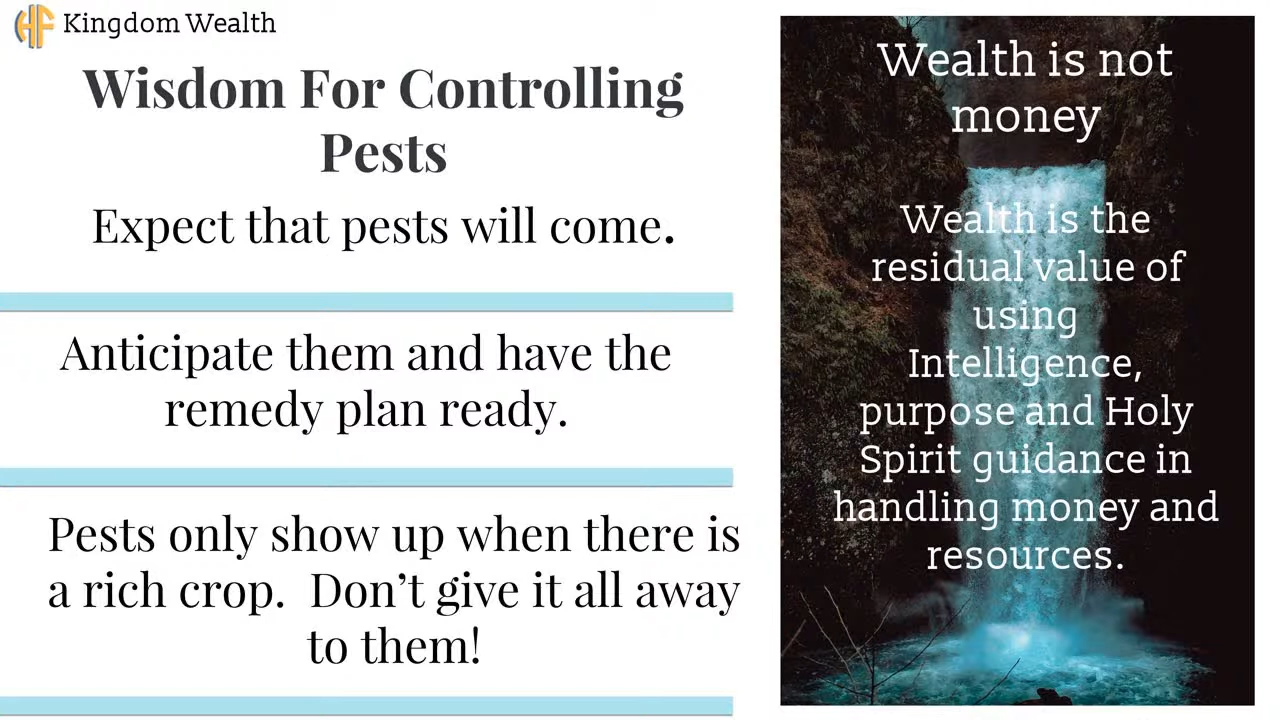 HF Kingdom Wealth
Wisdom For Controlling
Pests
Expect that pests will come.
Anticipate them and have the
remedy plan ready.
Pests only show up when there is
a rich crop.  Don’t give it all away
to them!
Wealth is not
money
Wealth is the
residual value of
using
Intelligence,
purpose and Holy
Spirit guidance in
handling money and
resources.